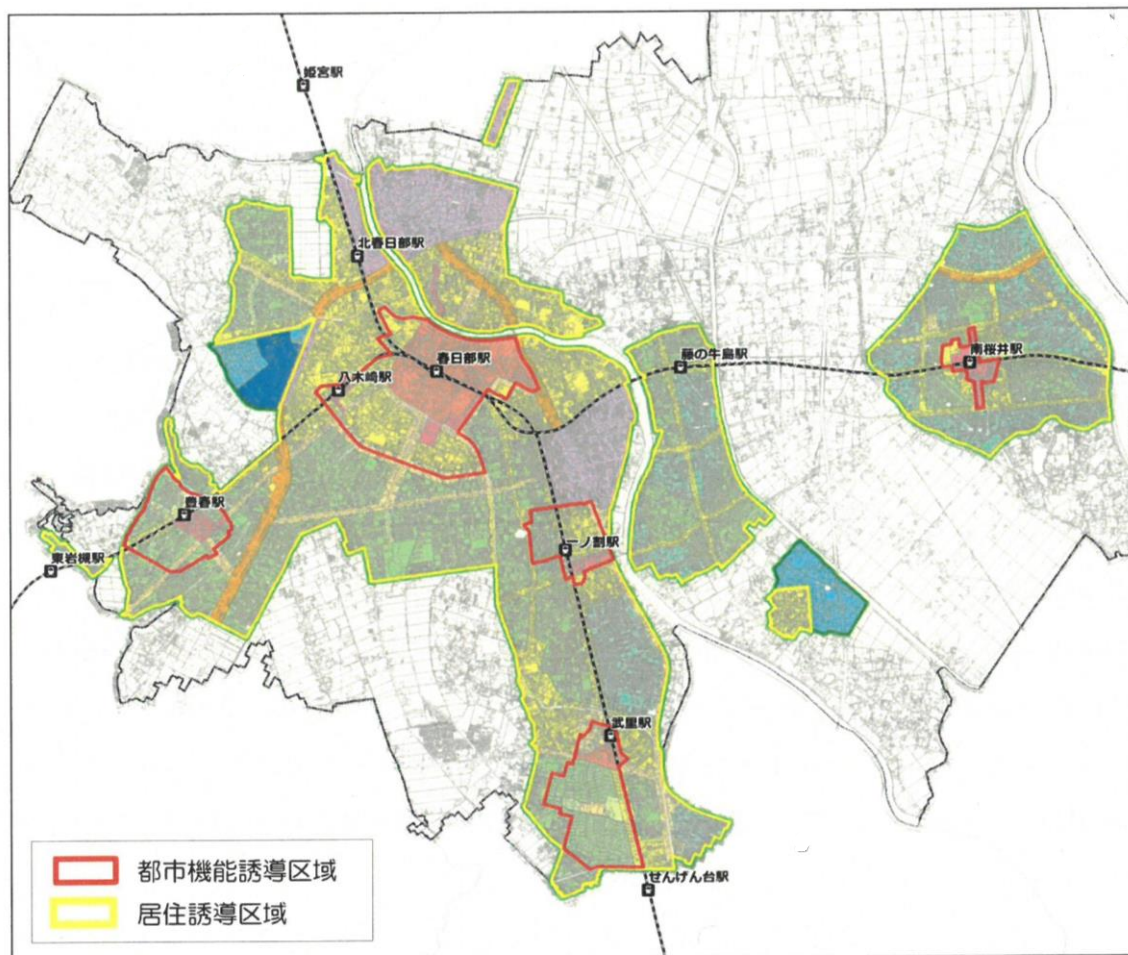 姫宮駅
北春日部駅
藤の牛島駅
南桜井駅
春日部駅
八木崎駅
豊春駅
一ノ割駅
東岩槻駅
武里駅
都市機能誘導区域
せんげん台駅
居住誘導区域